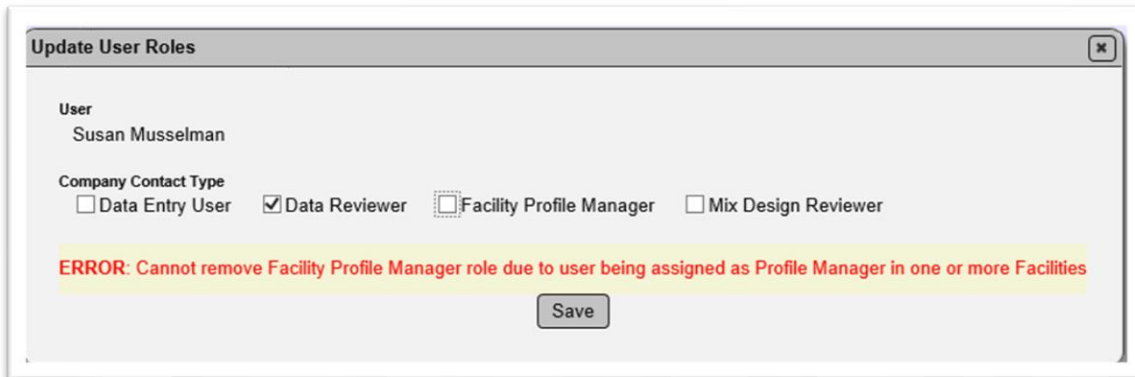 Update User Roles
User
Susan Musselman
Company Contact Type
Data Entry User Data Reviewer Facility Profile Manager Mix Design Reviewer
ERROR: Cannot remove Facility Profile Manager role due to user being assigned as Profile Manager in one or more Facilities
Save